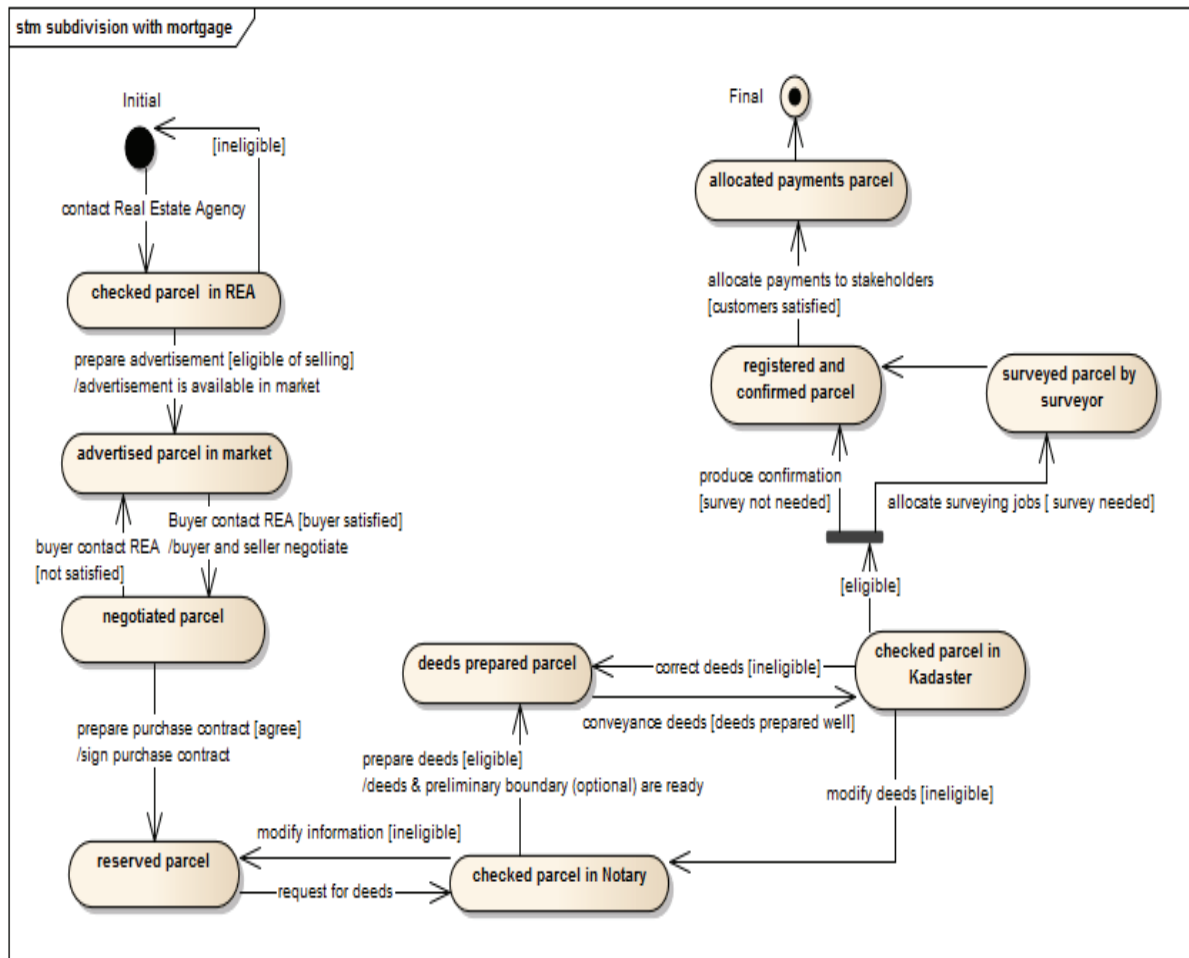 stm subdivision with mortgage
Initial
[ineligible]
contact Real Estate Agency
checked parcel in REA
prepare advertisement [eligible of selling]
/advertisement is available in market
advertised parcel in market
Buyer contact REA [buyer satisfied]
/buyer and seller negotiate
buyer contact REA
[not satisfied]
negotiated parcel
prepare purchase contract [agree]
/sign purchase contract
reserved parcel
modify information [ineligible]
request for deeds
checked parcel in Notary
prepare deeds [eligible]
/deeds & preliminary boundary (optional) are ready
deeds prepared parcel
correct deeds [ineligible]
conveyance deeds [deeds prepared well]
checked parcel in
Kadaster
modify deeds [ineligible]
[eligible]
produce confirmation
[survey not needed]
allocate surveying jobs [ survey needed]
surveyed parcel by
surveyor
registered and
confirmed parcel
allocate payments to stakeholders
[customers satisfied]
allocated payments parcel
Final